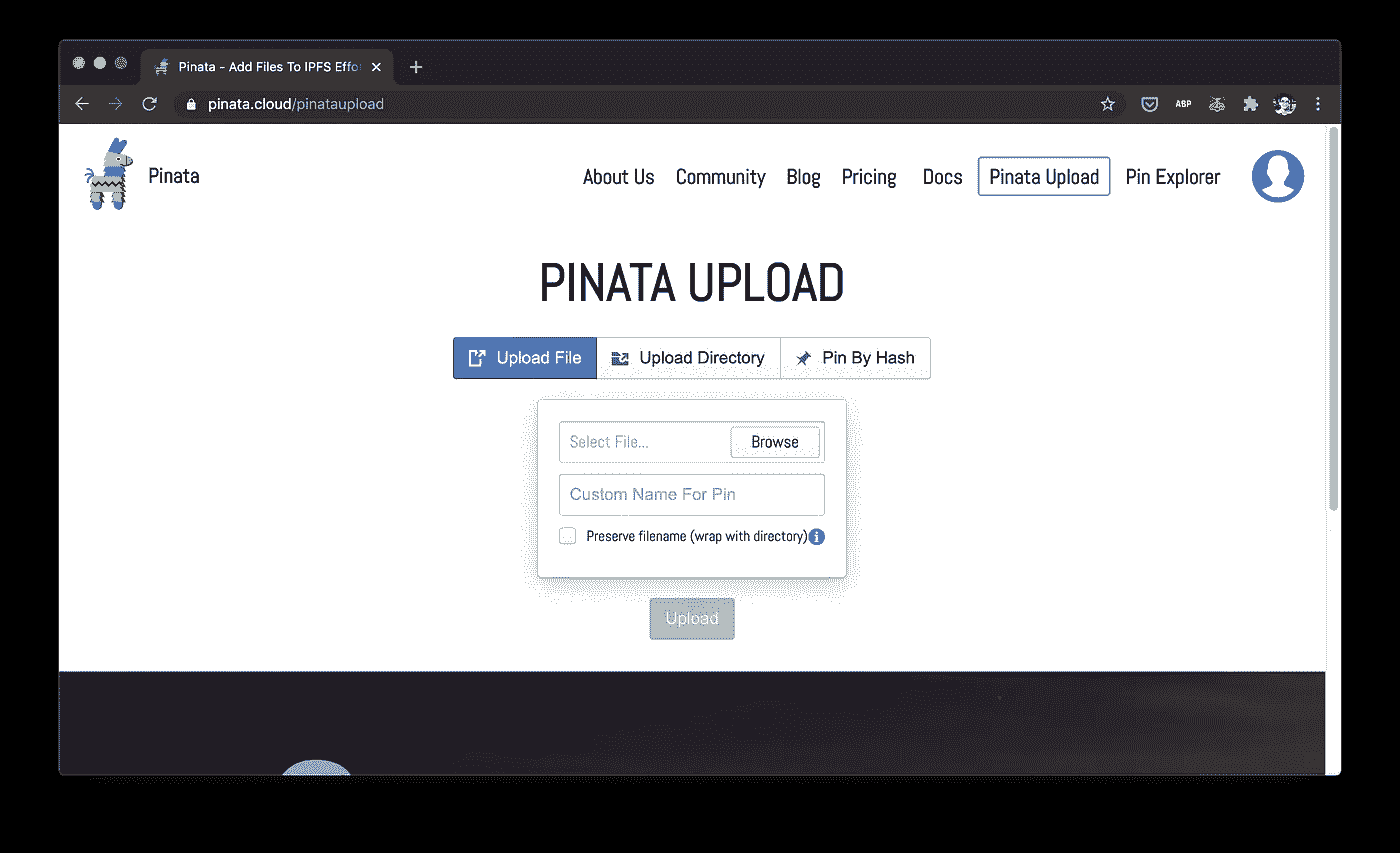 Pinata - Add Files To IPFS Effo
pinata.cloud/pinataupload
ABP
Pinata
About Us Community Blog Pricing Docs Pinata Upload Pin Explorer
PINATA UPLOAD
Upload File Upload Directory Pin By Hash
Select File... Browse
Custom Name For Pin
Preserve filename (wrap with directory) i
Upload